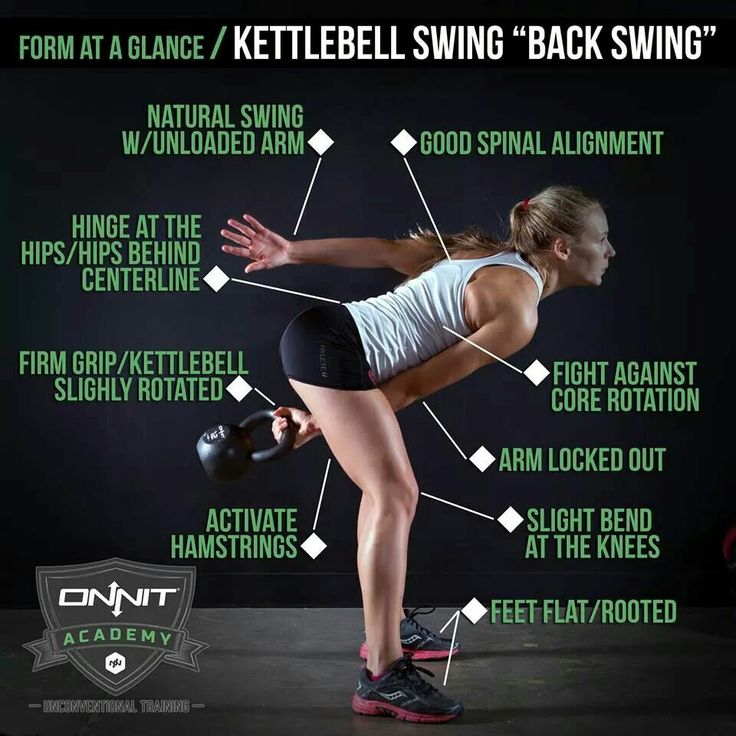 FORM AT A GLANCE / KETTLEBELL SWING “BACK SWING”
NATURAL SWING
W/UNLOADED ARM
GOOD SPINAL ALIGNMENT
HINGE AT THE
HIPS/HIPS BEHIND
CENTERLINE
FIRM GRIP/KETTLEBELL
SLIGHLY ROTATED
FIGHT AGAINST
CORE ROTATION
ARM LOCKED OUT
ACTIVATE
HAMSTRINGS
SLIGHT BEND
AT THE KNEES
FEET FLAT/ROOTED
ONNIT®
ACADEMY
UNCONVENTIONAL TRAINING